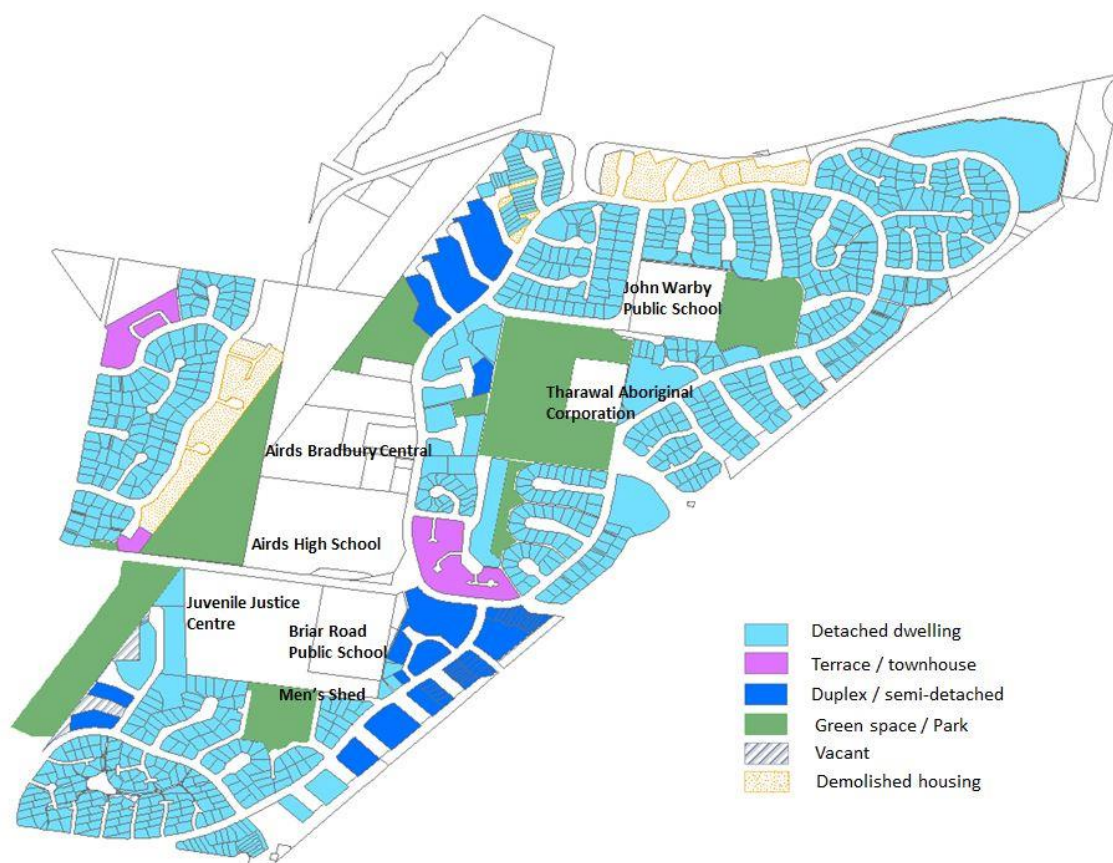 John Warby
Public School
Tharawal Aboriginal
Corporation
Airds Bradbury Central
Airds High School
Juvenile Justice
Centre
Briar Road
Public School
Men's Shed
Detached dwelling
Terrace / townhouse
Duplex / semi-detached
Green space / Park
Vacant
Demolished housing